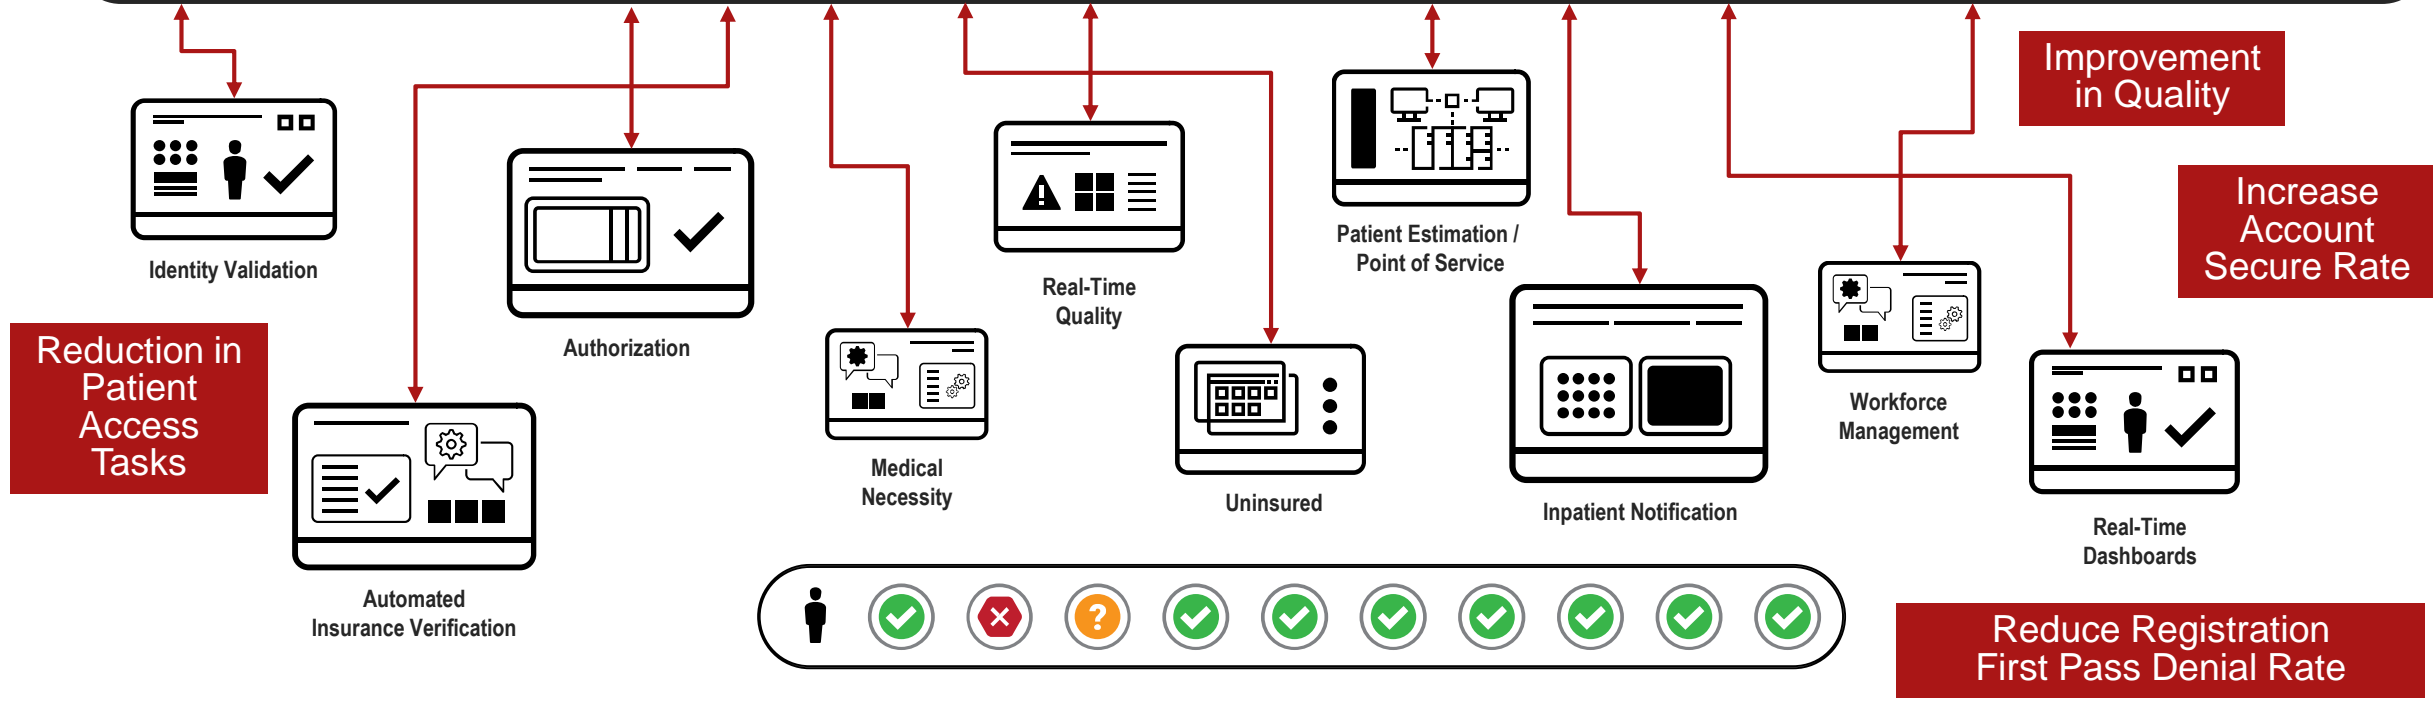 Improvement
in Quality
Increase
Account
Secure Rate
Patient Estimation /
Point of Service
Identity Validation
Real-Time
Quality
Authorization
Reduction in
Patient
Access
Tasks
Workforce
Management
Medical
Necessity
Uninsured
Inpatient Notification
Real-Time
Dashboards
Automated
Insurance Verification
Reduce Registration
First Pass Denial Rate